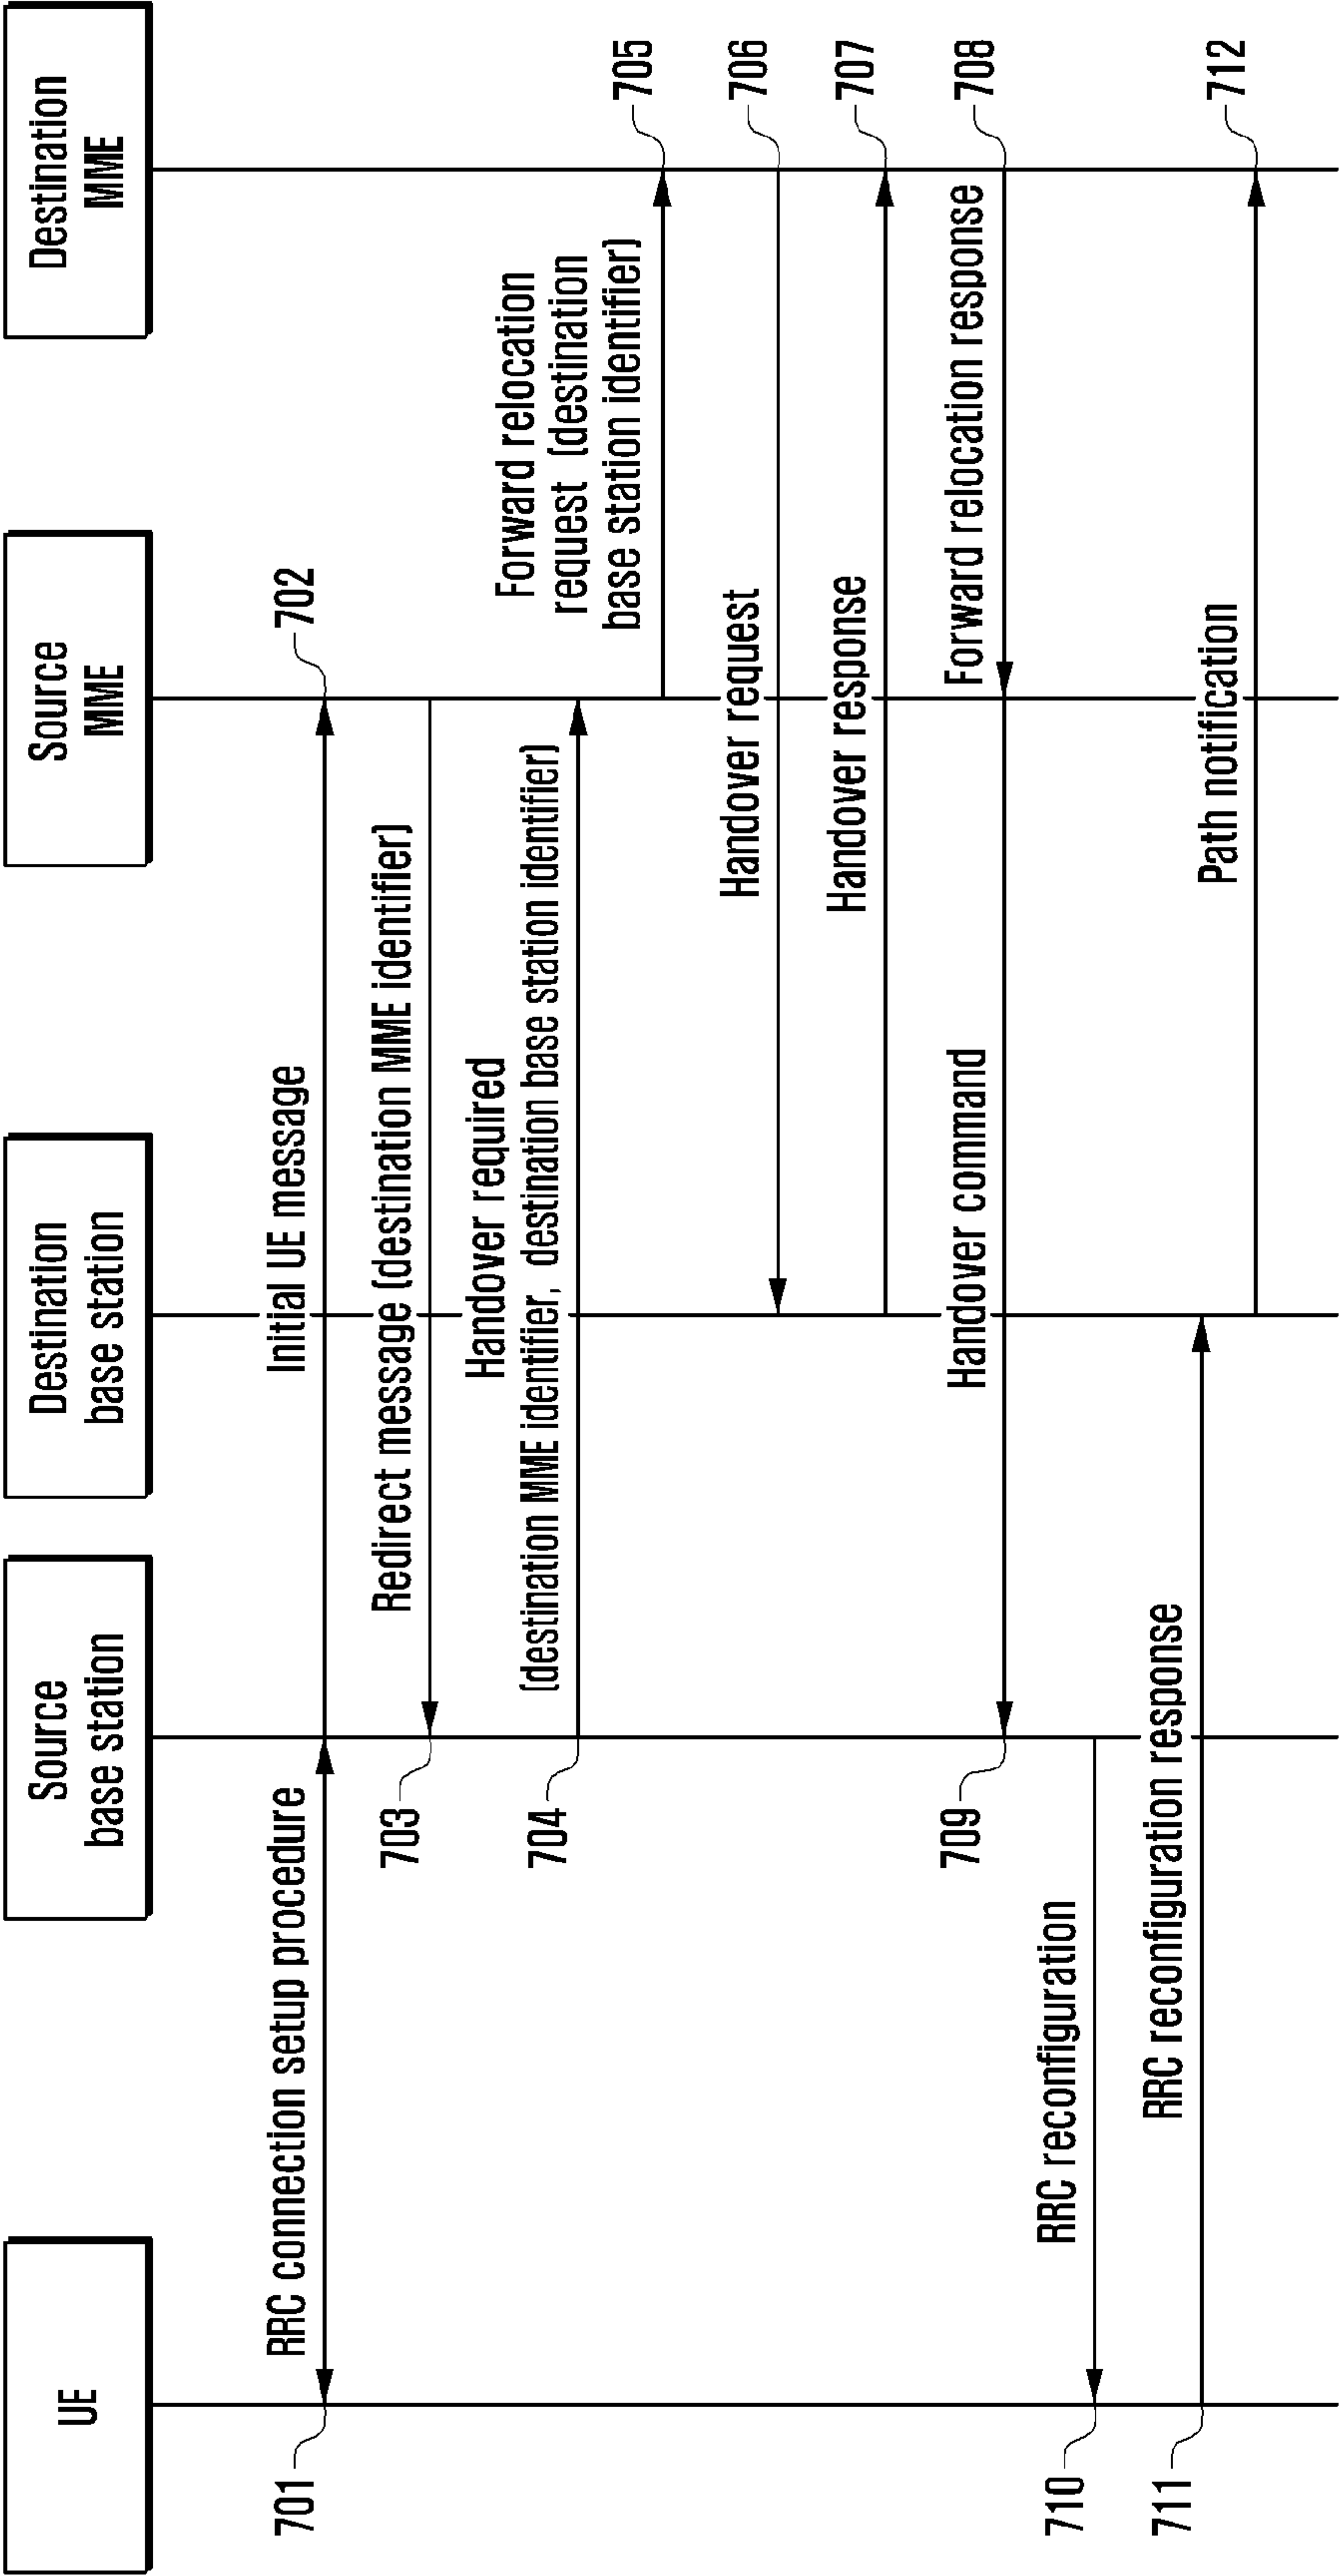 UE
Source
base station
Destination
base station
Source
MME
Destination
MME
701
RRC connection setup procedure
Initial UE message
702
Redirect message (destination MME identifier)
703
Handover required
(destination MME identifier, destination base station identifier)
704
Forward relocation
request (destination
base station identifier)
705
Handover request
706
Handover response
707
Forward relocation response
708
Handover command
709
RRC reconfiguration
710
RRC reconfiguration response
711
Path notification
712